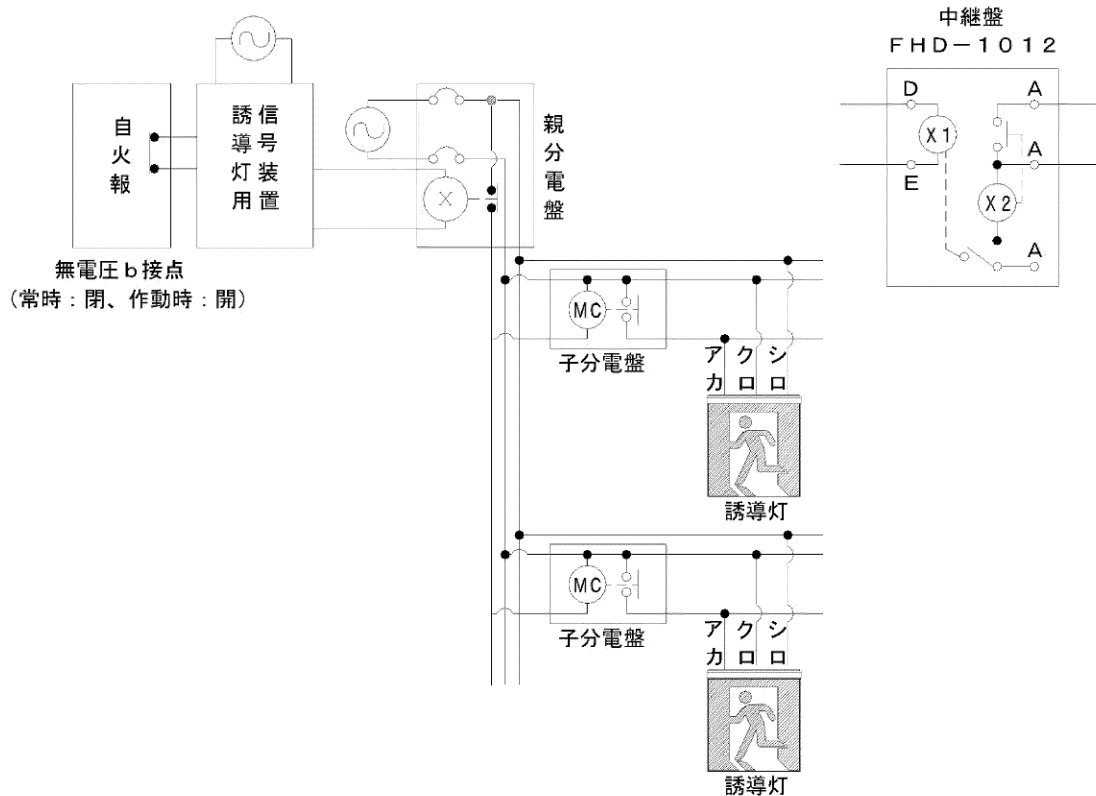 中継盤
FHD-1012
自火報
誘導灯用
信号装置
親分電盤
X
D
E
X1
A
A
X2
A
無電圧b接点
(常時：閉、作動時：開)
MC
子分電盤
アカ
クロ
シロ
誘導灯
MC
子分電盤
アカ
クロ
シロ
誘導灯